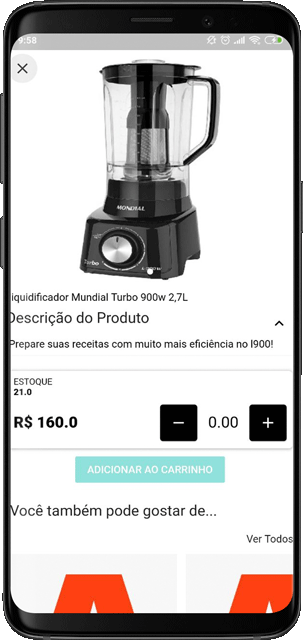 9:58
MONDIAL
Turbo
iquidificador Mundial Turbo 900w 2,7L
Descrição do Produto
Prepare suas receitas com muito mais eficiência no I900!
ESTOQUE
21.0
R$ 160.0
0.00
ADICIONAR AO CARRINHO
Você também pode gostar de...
Ver Todos